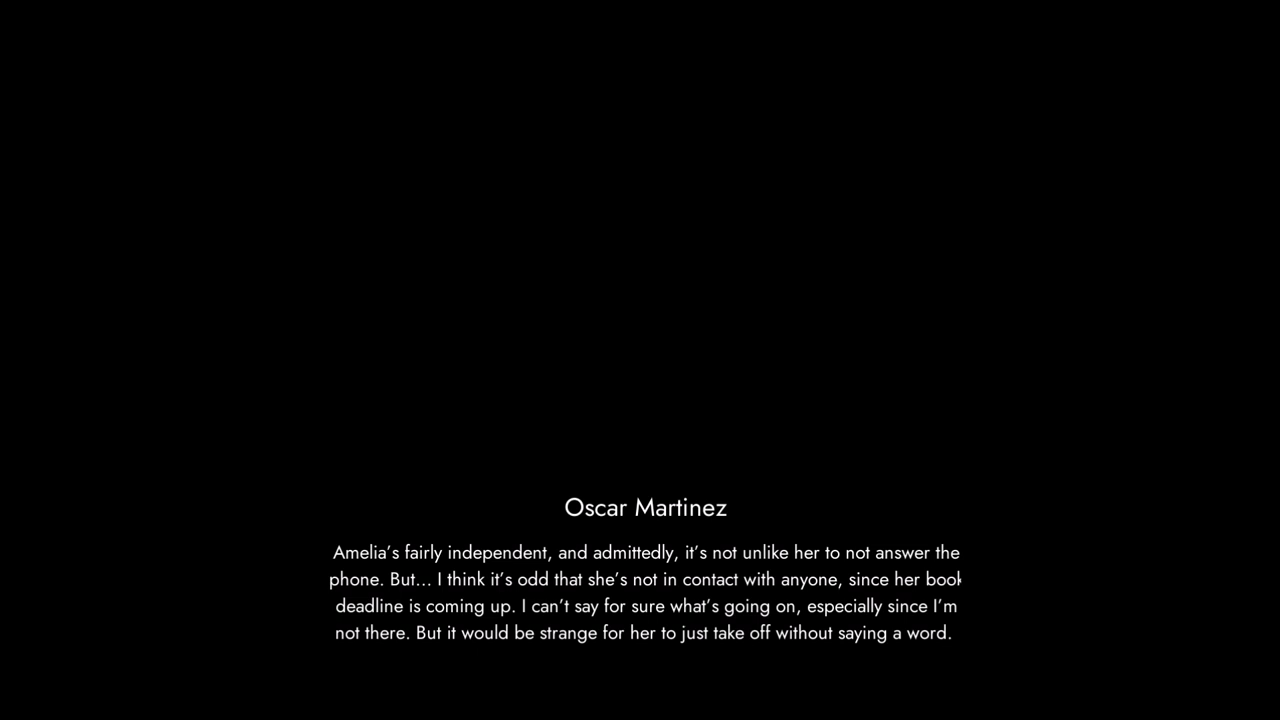 Oscar Martinez
Amelia’s fairly independent, and admittedly, it’s not unlike her to not answer the
phone. But... I think it’s odd that she’s not in contact with anyone, since her book
deadline is coming up. I can’t say for sure what’s going on, especially since I’m
not there. But it would be strange for her to just take off without saying a word.